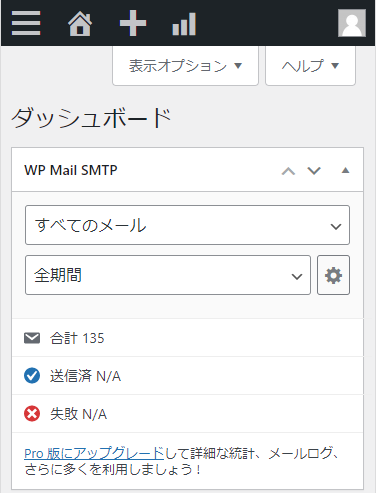 表示オプション ▼
ヘルプ ▼
ダッシュボード
WP Mail SMTP
すべてのメール
全期間
合計 135
送信済 N/A
失敗 N/A
Pro 版にアップグレードして詳細な統計、メールログ、
さらに多くを利用しましょう !